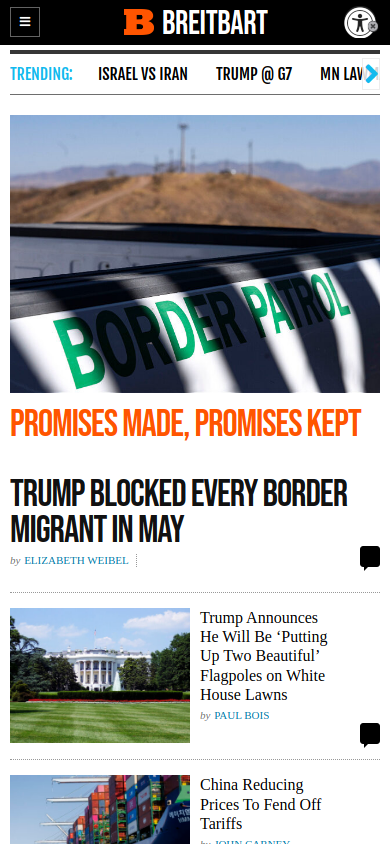 B BREITBART
TRENDING: ISRAEL VS IRAN TRUMP @ G7 MN LAW
BORDER PATROL
PROMISES MADE, PROMISES KEPT
TRUMP BLOCKED EVERY BORDER
MIGRANT IN MAY
by ELIZABETH WEIBEL
Trump Announces
He Will Be ‘Putting
Up Two Beautiful’
Flagpoles on White
House Lawns
by PAUL BOIS
China Reducing
Prices To Fend Off
Tariffs
by JOHN CARNEY